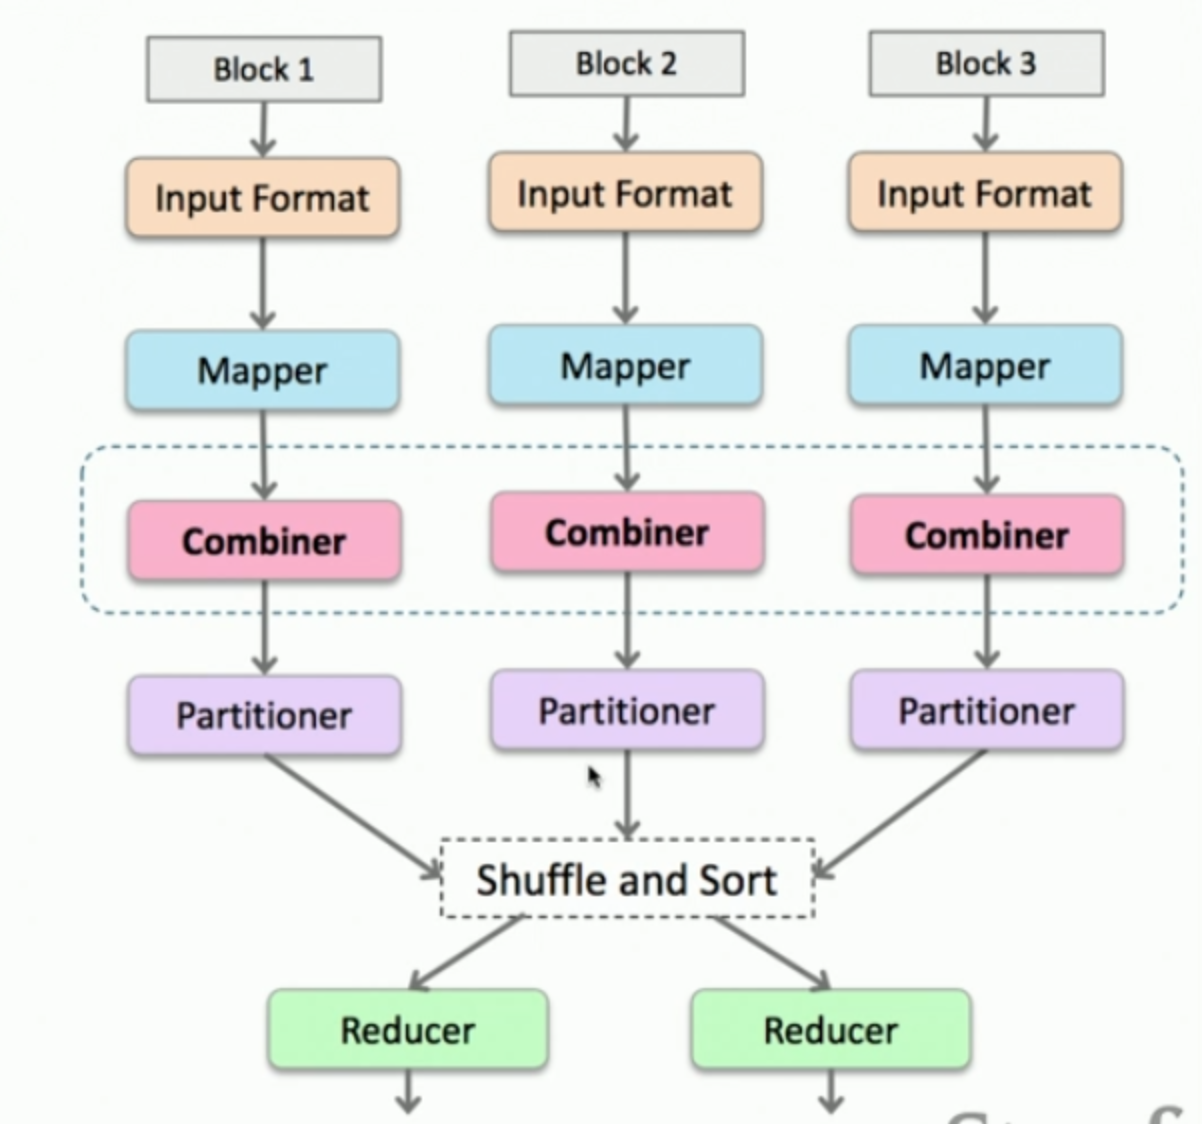 Block 1
Block 2
Block 3
Input Format
Input Format
Input Format
Mapper
Mapper
Mapper
Combiner
Combiner
Combiner
Partitioner
Partitioner
Partitioner
Shuffle and Sort
Reducer
Reducer